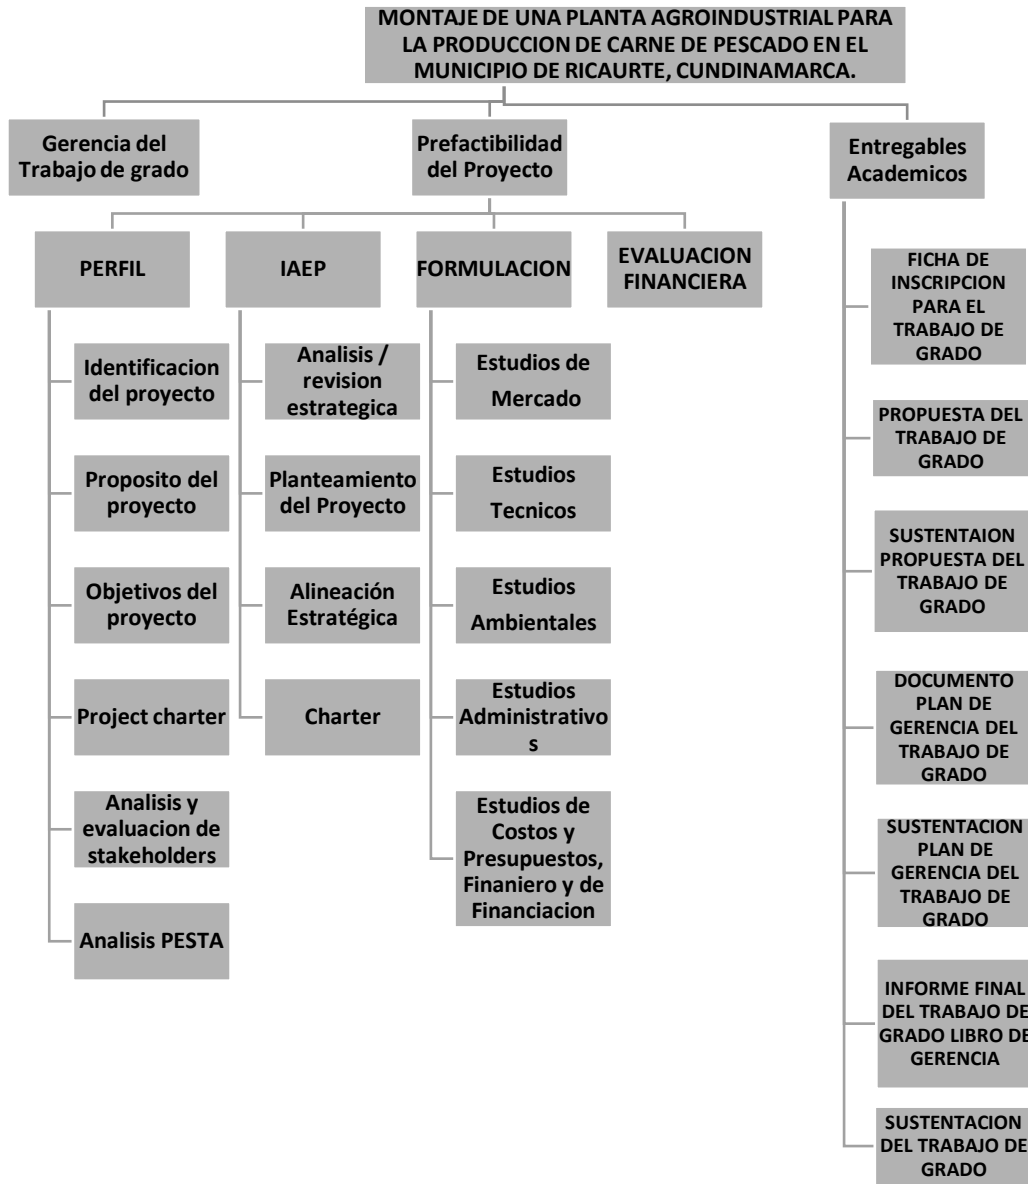 MONTAJE DE UNA PLANTA AGROINDUSTRIAL PARA
LA PRODUCCION DE CARNE DE PESCADO EN EL
MUNICIPIO DE RICAURTE, CUNDINAMARCA.
Gerencia del
Trabajo de grado
Prefactibilidad
del Proyecto
Entregables
Academicos
PERFIL
IAEP
FORMULACION
EVALUACION
FINANCIERA
Identificacion
del proyecto
Proposito del
proyecto
Objetivos del
proyecto
Project charter
Analisis y
evaluacion de
stakeholders
Analisis PESTA
Analisis /
revision
estrategica
Planteamiento
del Proyecto
Alineación
Estratégica
Charter
Estudios de
Mercado
Estudios
Tecnicos
Estudios
Ambientales
Estudios
Administrativo
s
Estudios de
Costos y
Presupuestos,
Finaniero y de
Financiacion
FICHA DE
INSCRIPCION
PARA EL
TRABAJO DE
GRADO
PROPUESTA DEL
TRABAJO DE
GRADO
SUSTENTAION
PROPUESTA DEL
TRABAJO DE
GRADO
DOCUMENTO
PLAN DE
GERENCIA DEL
TRABAJO DE
GRADO
SUSTENTACION
PLAN DE
GERENCIA DEL
TRABAJO DE
GRADO
INFORME FINAL
DEL TRABAJO DE
GRADO LIBRO DE
GERENCIA
SUSTENTACION
DEL TRABAJO DE
GRADO